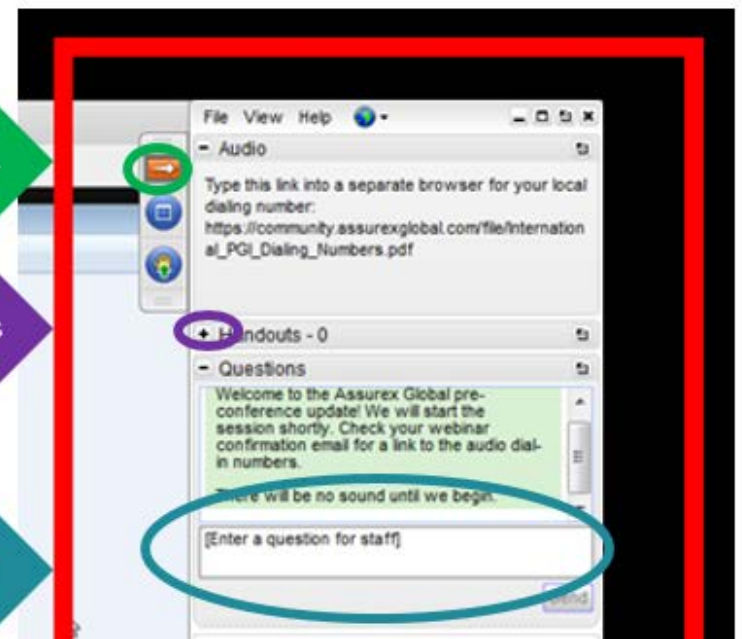 File View Help
- Audio
Type this link into a separate browser for your local
dialing number:
https://community.assurexglobal.com/file/Internation
al_PGI_Dialing_Numbers.pdf
+ Handouts - 0
- Questions
Welcome to the Assurex Global pre-
conference update! We will start the
session shortly. Check your webinar
confirmation email for a link to the audio dial-
in numbers.
There will be no sound until we begin.
[Enter a question for staff]
Send